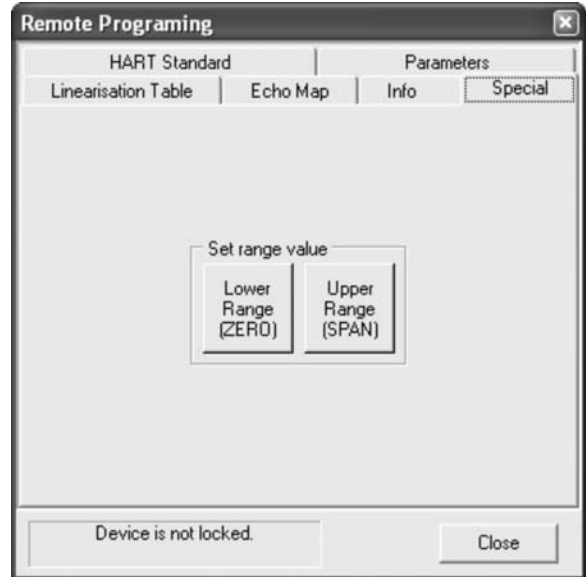 Remote Programing
HART Standard
Parameters
Linearisation Table
Echo Map
Info
Special
Set range value
Lower
Range
(ZERO)
Upper
Range
(SPAN)
Device is not locked.
Close